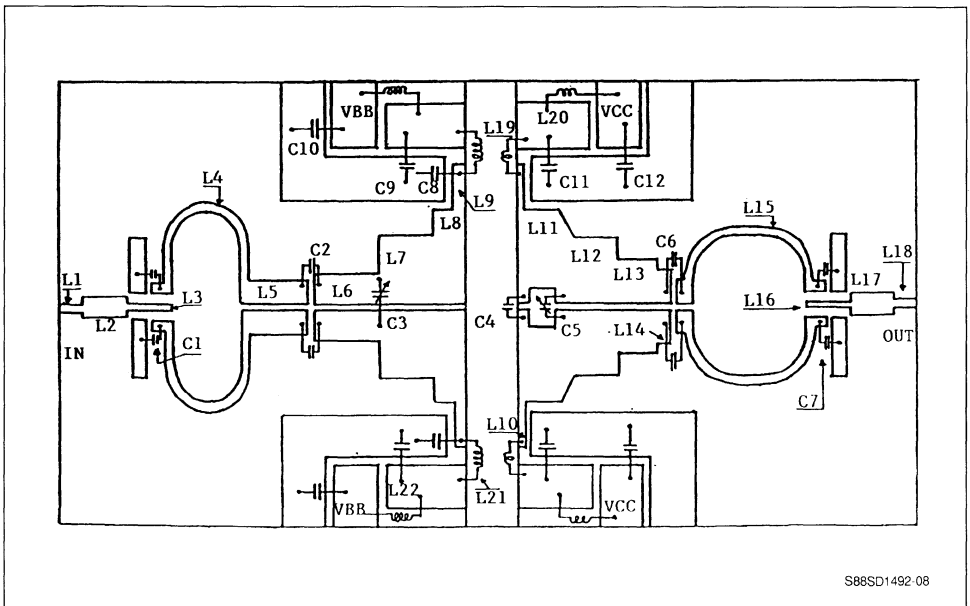 VBB
L20
VCC
C10
L19
C9
C8
C11
C12
L4
L9
L8
L11
L15
C2
L7
L12
C6
L18
L1
L5
L6
L13
L17
L3
L16
L2
C3
C4
C5
L14
IN
OUT
C1
C7
L10
L22
L21
VBB
VCC
S88SD1492-08